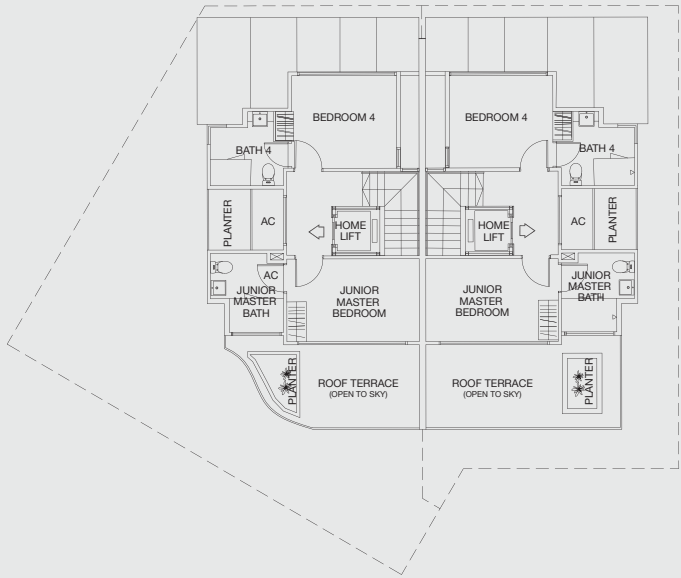 BEDROOM 4
BEDROOM 4
BATH 4
BATH 4
PLANTER
AC
HOME
LIFT
HOME
LIFT
AC
PLANTER
AC
JUNIOR
MASTER
BATH
JUNIOR
MASTER
BEDROOM
JUNIOR
MASTER
BEDROOM
JUNIOR
MASTER
BATH
PLANTER
ROOF TERRACE
(OPEN TO SKY)
ROOF TERRACE
(OPEN TO SKY)
PLANTER